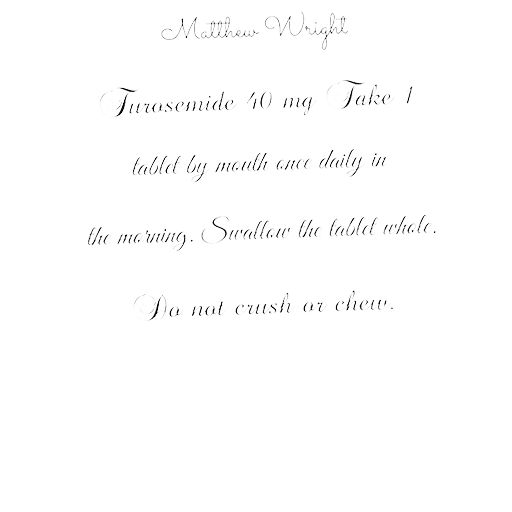 Matthew Wright
Furosemide 40 mg Take 1
tablet by mouth once daily in
the morning. Swallow the tablet whole.
Do not crush or chew.